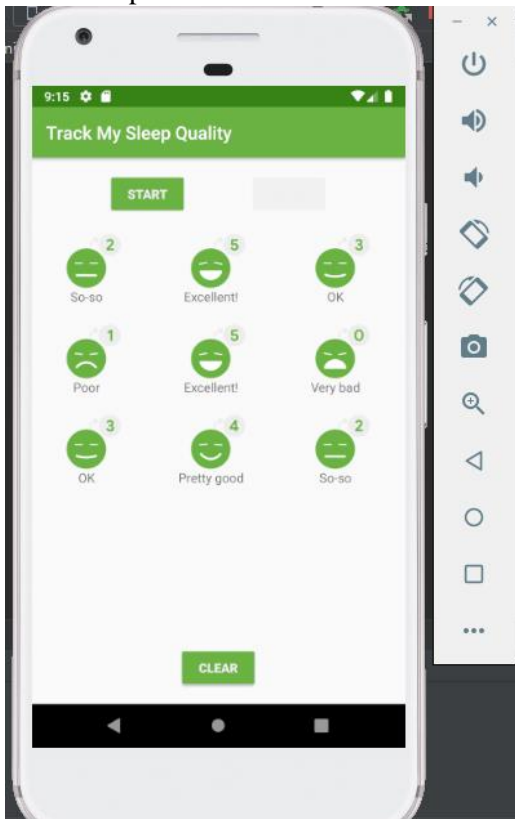 9:15
Track My Sleep Quality
START
2 5 3
So-so Excellent! OK
1 5 0
Poor Excellent! Very bad
3 4 2
OK Pretty good So-so
CLEAR